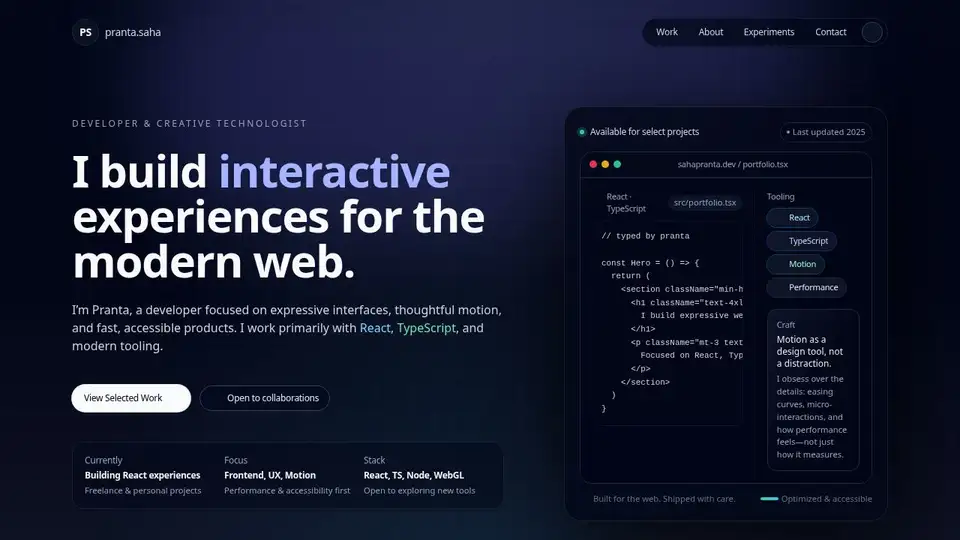 PS pranta.saha
Work About Experiments Contact
DEVELOPER & CREATIVE TECHNOLOGIST
I build interactive
experiences for the
modern web.
I'm Pranta, a developer focused on expressive interfaces, thoughtful motion,
and fast, accessible products. I work primarily with React, TypeScript, and
modern tooling.
View Selected Work
Open to collaborations
Currently
Building React experiences
Freelance & personal projects
Focus
Frontend, UX, Motion
Performance & accessibility first
Stack
React, TS, Node, WebGL
Open to exploring new tools
Available for select projects
• Last updated 2025
sahapranta.dev / portfolio.tsx
React ·
TypeScript
src/portfolio.tsx
// typed by pranta
const Hero = () => {
return (
<section className="min-h
<h1 className="text-4xl
I build expressive we
</h1>
<p className="mt-3 text
Focused on React, Typ
</p>
</section>
)
}
Tooling
React
TypeScript
Motion
Performance
Craft
Motion as a
design tool, not
a distraction.
I obsess over the
details: easing
curves, micro-
interactions, and
how performance
feels—not just
how it measures.
Built for the web. Shipped with care.
Optimized & accessible